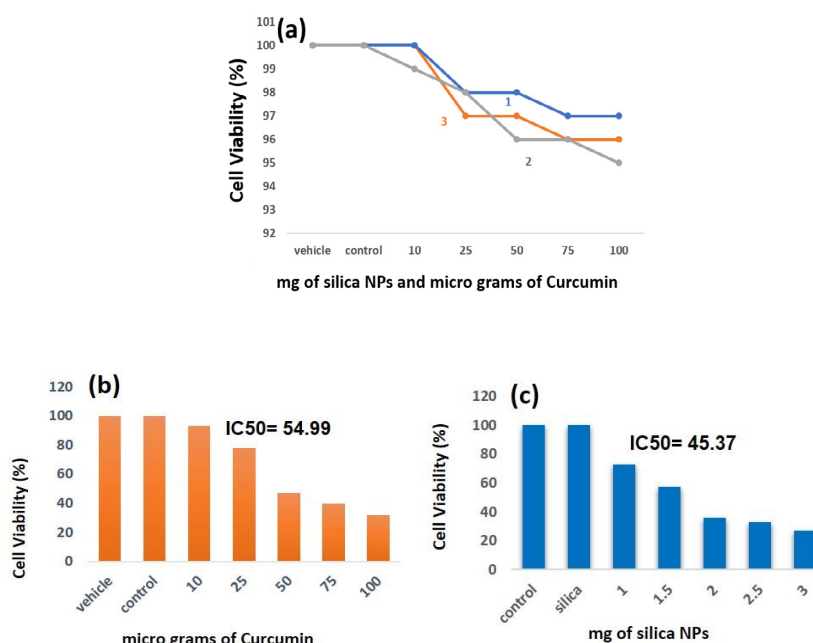 (a)
Cell Viability (%)
101
100
99
98
97
96
95
94
93
92
1
3
2
vehicle control 10 25 50 75 100
mg of silica NPs and micro grams of Curcumin
(b)
Cell Viability (%)
120
100
80
60
40
20
0
IC50= 54.99
vehicle control 10 25 50 75 100
micro grams of Curcumin
(c)
Cell Viability (%)
120
100
80
60
40
20
0
IC50= 45.37
control silica 1 1.5 2 2.5 3
mg of silica NPs